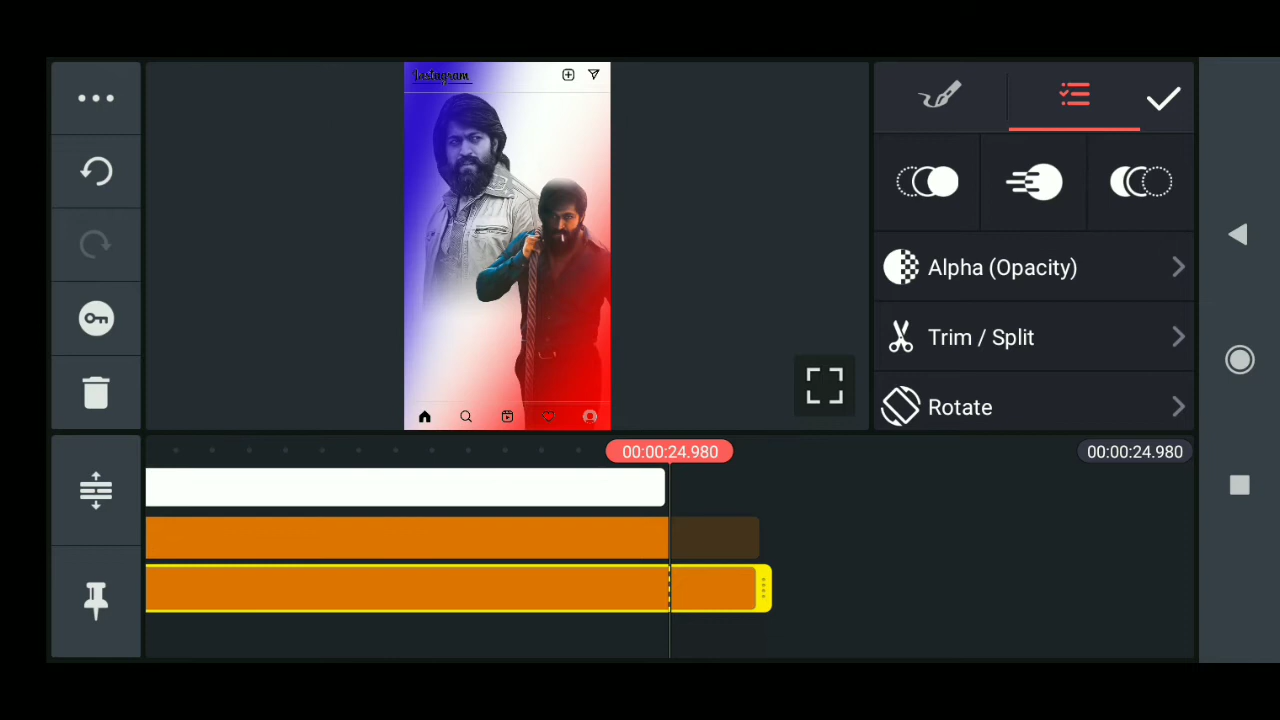 Instagram
Alpha (Opacity)
Trim / Split
Rotate
00:00:24.980
00:00:24.980